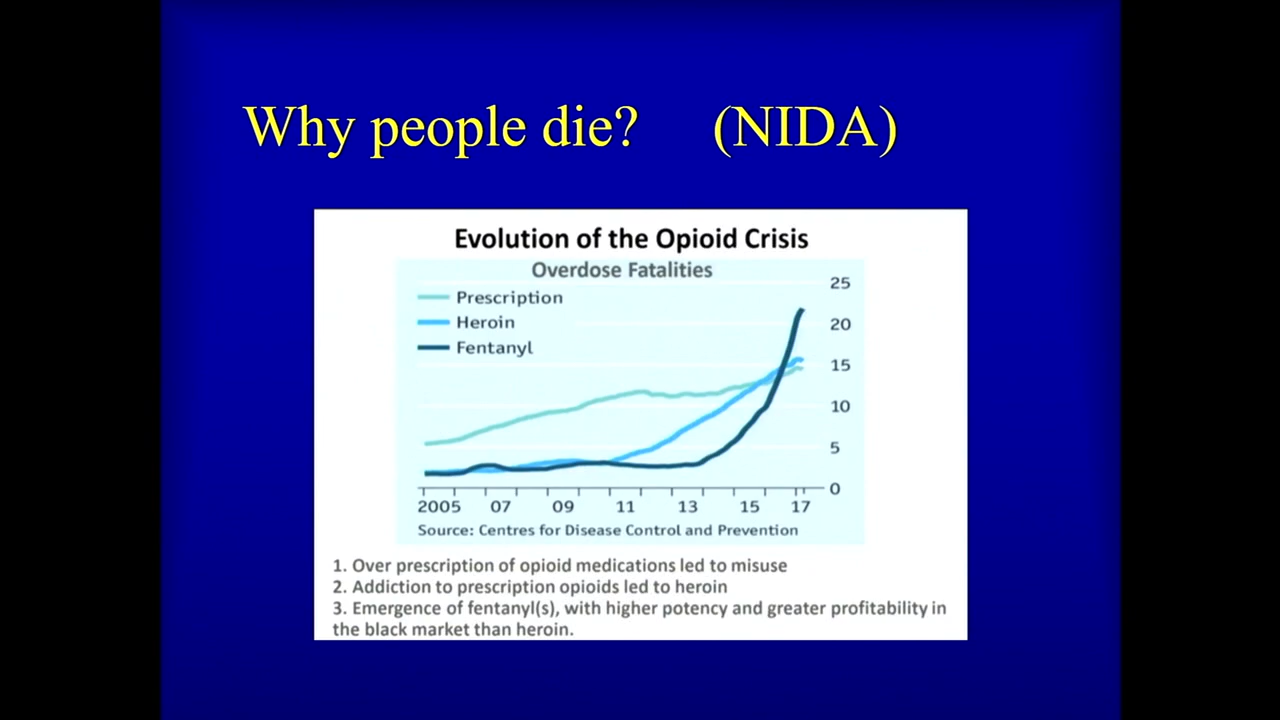 Why people die? (NIDA)
Evolution of the Opioid Crisis
Overdose Fatalities
Prescription
Heroin
Fentanyl
25
20
15
10
5
0
2005 07 09 11 13 15 17
Source: Centres for Disease Control and Prevention
1. Over prescription of opioid medications led to misuse
2. Addiction to prescription opioids led to heroin
3. Emergence of fentanyl(s), with higher potency and greater profitability in
the black market than heroin.